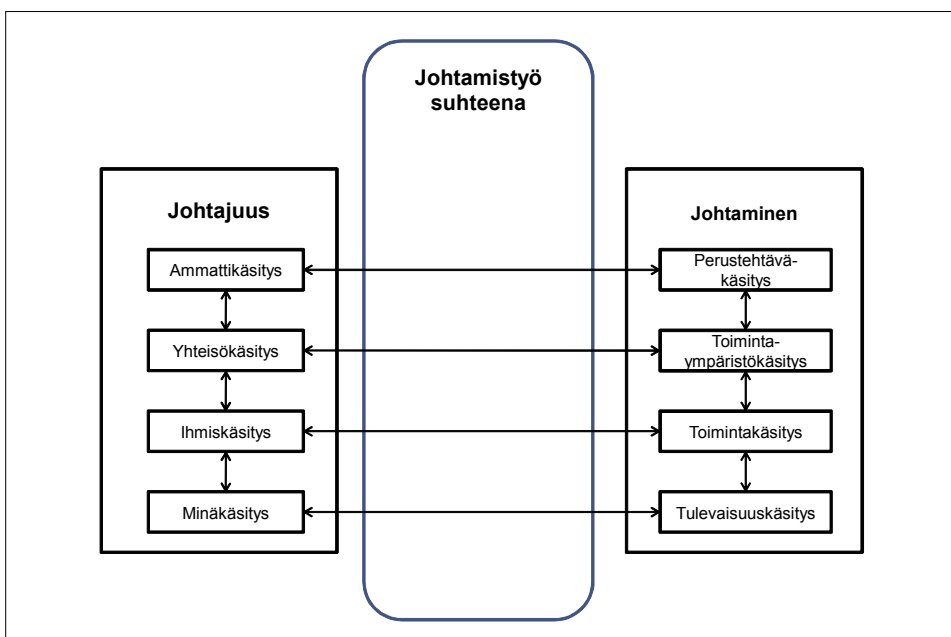 Johtamistyö
suhteena
Johtajuus
Ammattikäsitys
Yhteisökäsitys
Ihmiskäsitys
Minäkäsitys
Johtaminen
Perustehtävä-
käsitys
Toiminta-
ympäristökäsitys
Toimintakäsitys
Tulevaisuuskäsitys